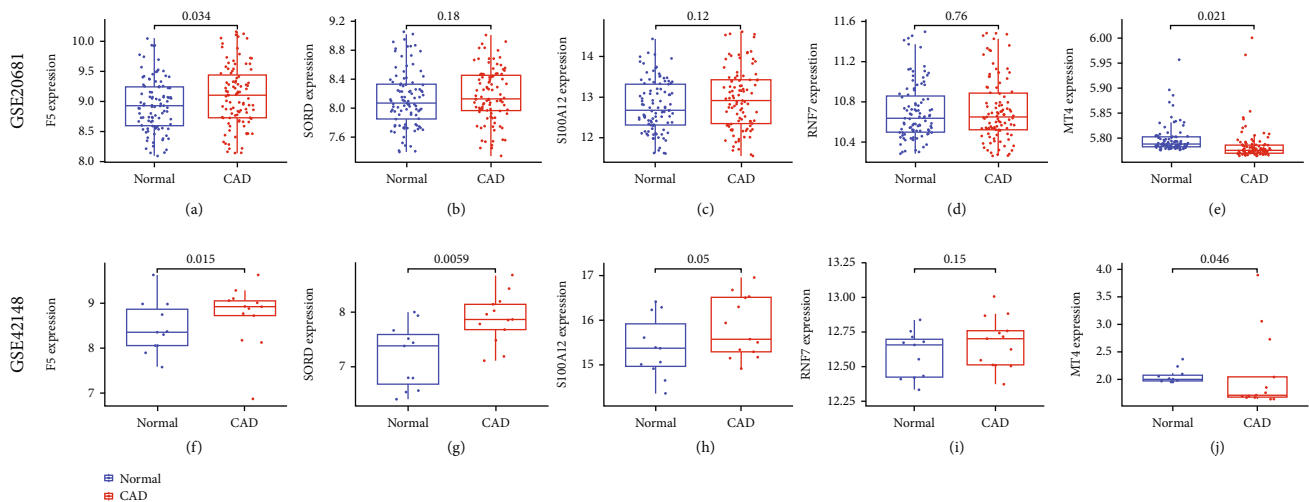 GSE20681
F5 expression
10.0
9.5
9.0
8.5
8.0
0.034
Normal CAD
(a)
SORD expression
9.2
8.8
8.4
8.0
7.6
0.18
Normal CAD
(b)
S100A12 expression
14
13
12
0.12
Normal CAD
(c)
RNF7 expresstion
11.6
11.2
10.8
10.4
0.76
Normal CAD
(d)
MT4 expression
6.00
5.95
5.90
5.85
5.80
0.021
Normal CAD
(e)
GSE42148
F5 expression
9
8
7
0.015
Normal CAD
(f)
SORD expression
8
7
0.0059
Normal CAD
(g)
S100A12 expression
17
16
15
0.05
Normal CAD
(h)
RNF7 expression
13.25
13.00
12.75
12.50
12.25
0.15
Normal CAD
(i)
MT4 expression
4.0
3.5
3.0
2.5
2.0
0.046
Normal CAD
(j)
Normal
CAD